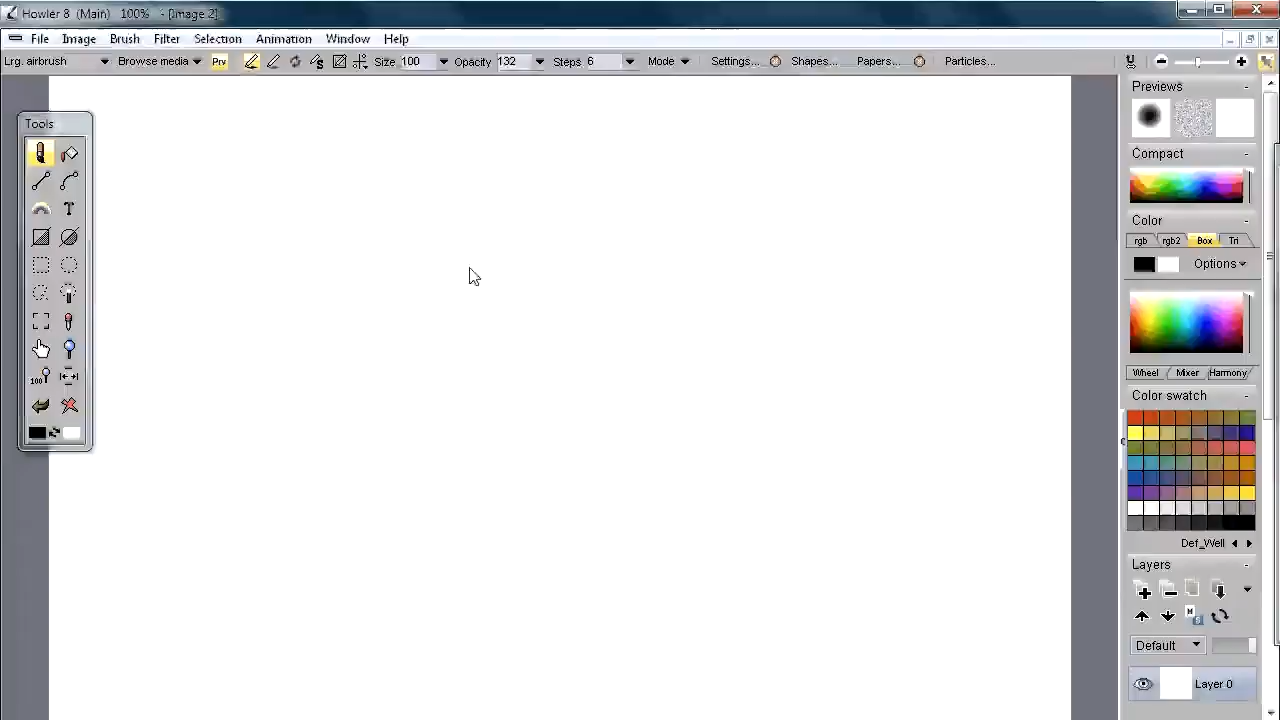 Howler 8 (Main) 100% - [Image 2]
File Image Brush Filter Selection Animation Window Help
Lrg. airbrush Browse media Prv Size 100 Opacity 132 Steps 6 Mode Settings... Shapes... Papers... Particles...
Tools
T
100
Previews
Compact
Color
rgb rgb2 Box Tri
Options
Wheel Mixer Harmony
Color swatch
Def_Well
Layers
Default
Layer 0